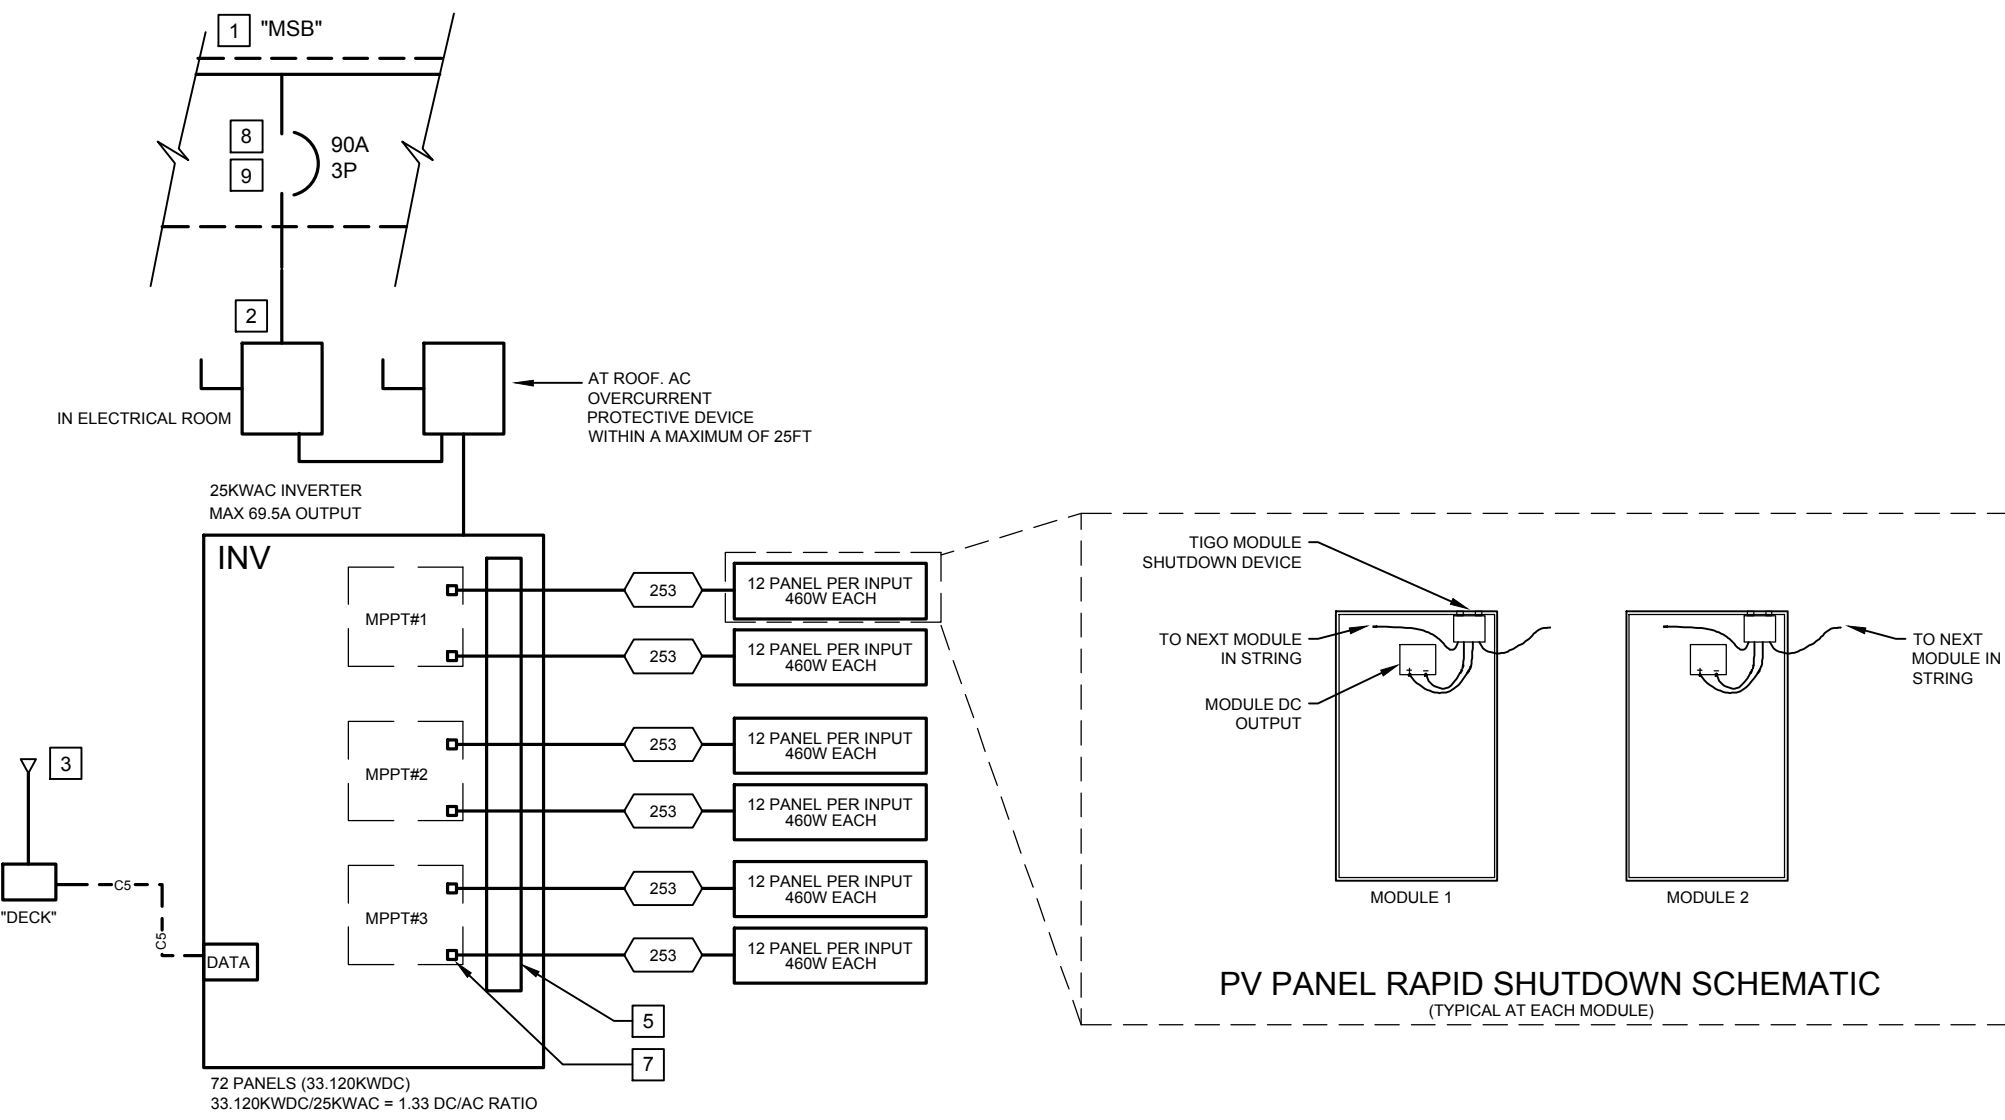 1 "MSB"
8
9
90A
3P
2
IN ELECTRICAL ROOM
AT ROOF. AC
OVERCURRENT
PROTECTIVE DEVICE
WITHIN A MAXIMUM OF 25FT
25KWAC INVERTER
MAX 69.5A OUTPUT
INV
MPPT#1
253
12 PANEL PER INPUT
460W EACH
253
12 PANEL PER INPUT
460W EACH
MPPT#2
253
12 PANEL PER INPUT
460W EACH
253
12 PANEL PER INPUT
460W EACH
MPPT#3
253
12 PANEL PER INPUT
460W EACH
253
12 PANEL PER INPUT
460W EACH
3
"DECK"
C5
C5
DATA
5
7
72 PANELS (33.120KWDC)
33.120KWDC/25KWAC = 1.33 DC/AC RATIO
TIGO MODULE
SHUTDOWN DEVICE
TO NEXT MODULE
IN STRING
MODULE DC
OUTPUT
+ -
+ -
TO NEXT
MODULE IN
STRING
MODULE 1
MODULE 2
PV PANEL RAPID SHUTDOWN SCHEMATIC
(TYPICAL AT EACH MODULE)